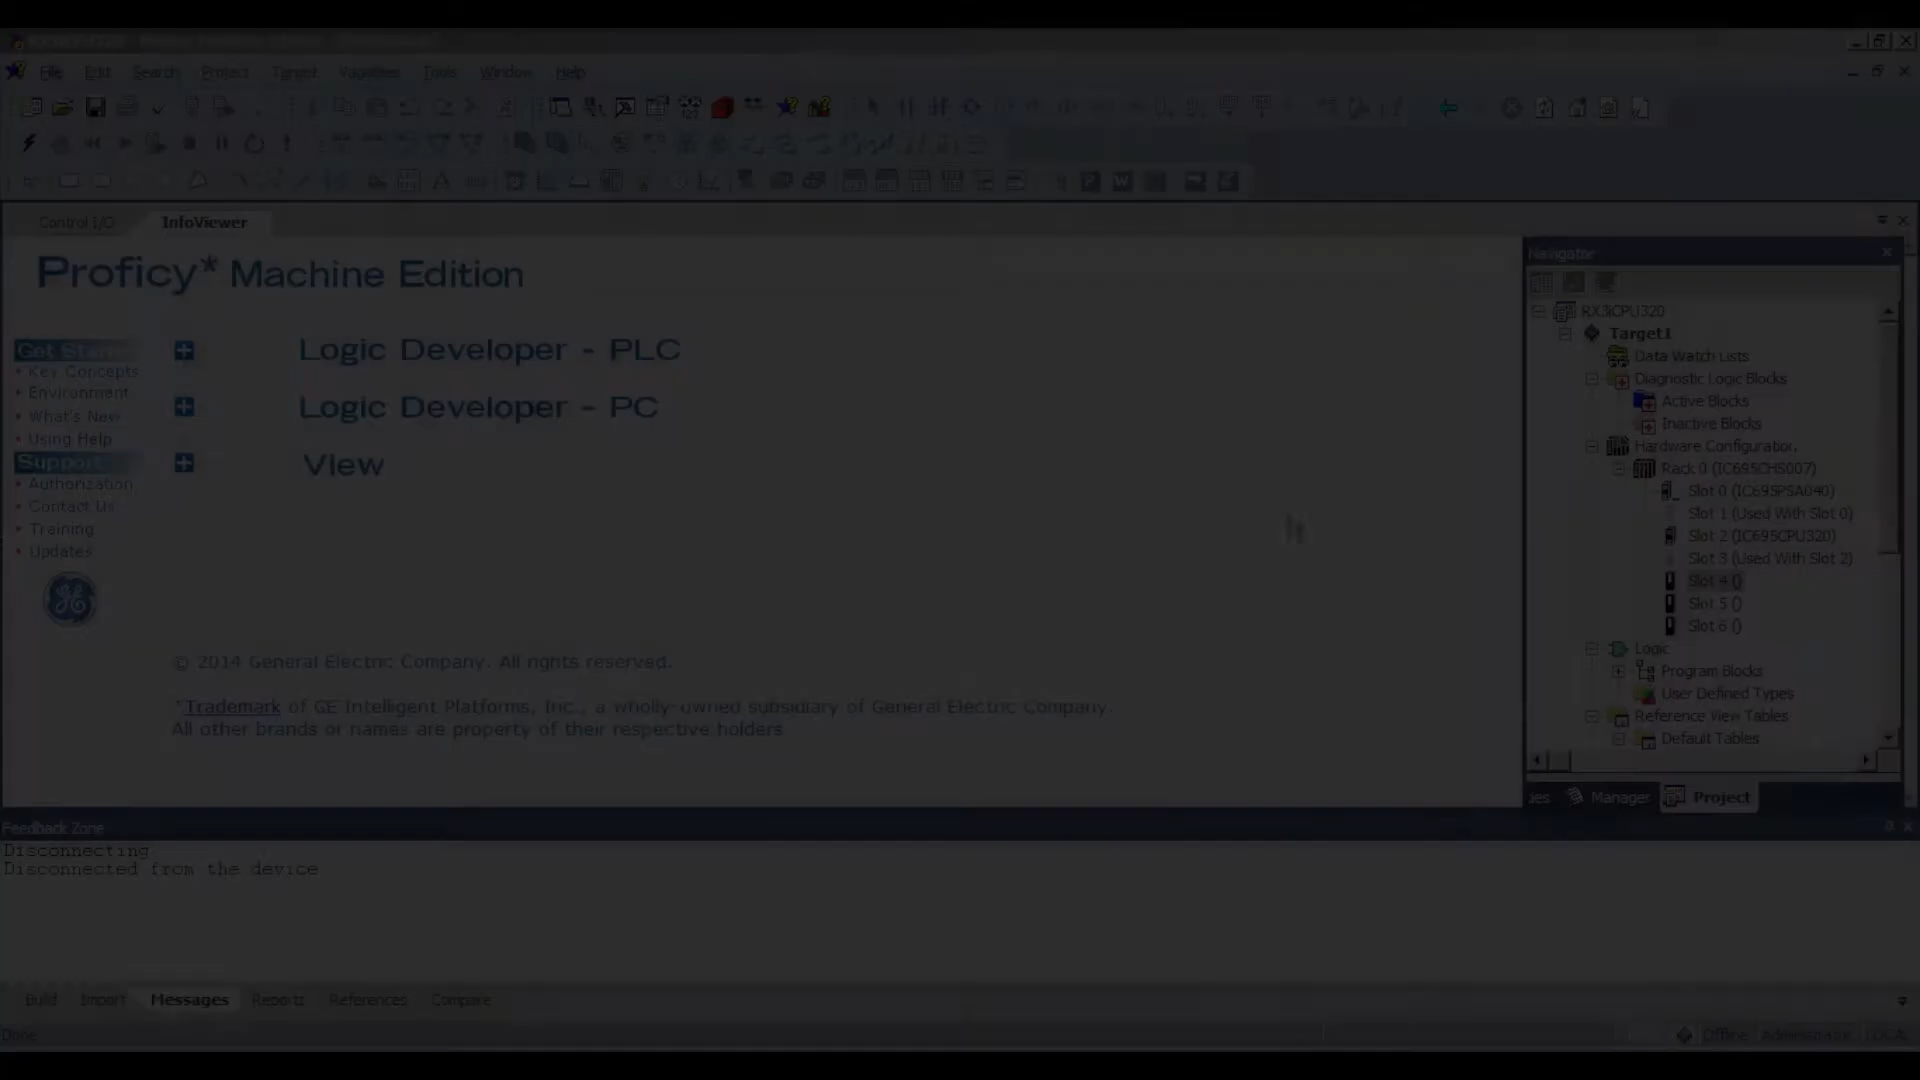 File Edit Search Project Target Variables Tools Window Help
Control I/O InfoViewer
Proficy* Machine Edition
Get Star
Key Concepts
Environment
What's New
Using Help
Support
Authorization
Contact Us
Training
Updates
Logic Developer - PLC
Logic Developer - PC
View
© 2014 General Electric Company. All rights reserved.
*Trademark of GE Intelligent Platforms, Inc., a wholly-owned subsidiary of General Electric Company.
All other brands or names are property of their respective holders.
Navigator
RX3iCPU320
Target1
Data Watch Lists
Diagnostic Logic Blocks
Active Blocks
Inactive Blocks
Hardware Configuration
Rack 0 (IC695CHS007)
Slot 0 (IC695PSA040)
Slot 1 (Used With Slot 0)
Slot 2 (IC695CPU320)
Slot 3 (Used With Slot 2)
Slot 4 ()
Slot 5 ()
Slot 6 ()
Logic
Program Blocks
User Defined Types
Reference View Tables
Default Tables
ies Manager Project
Feedback Zone
Disconnecting
Disconnected from the device
Build Import Messages Reports References Compare
Done
Offline Administrator LOCAL